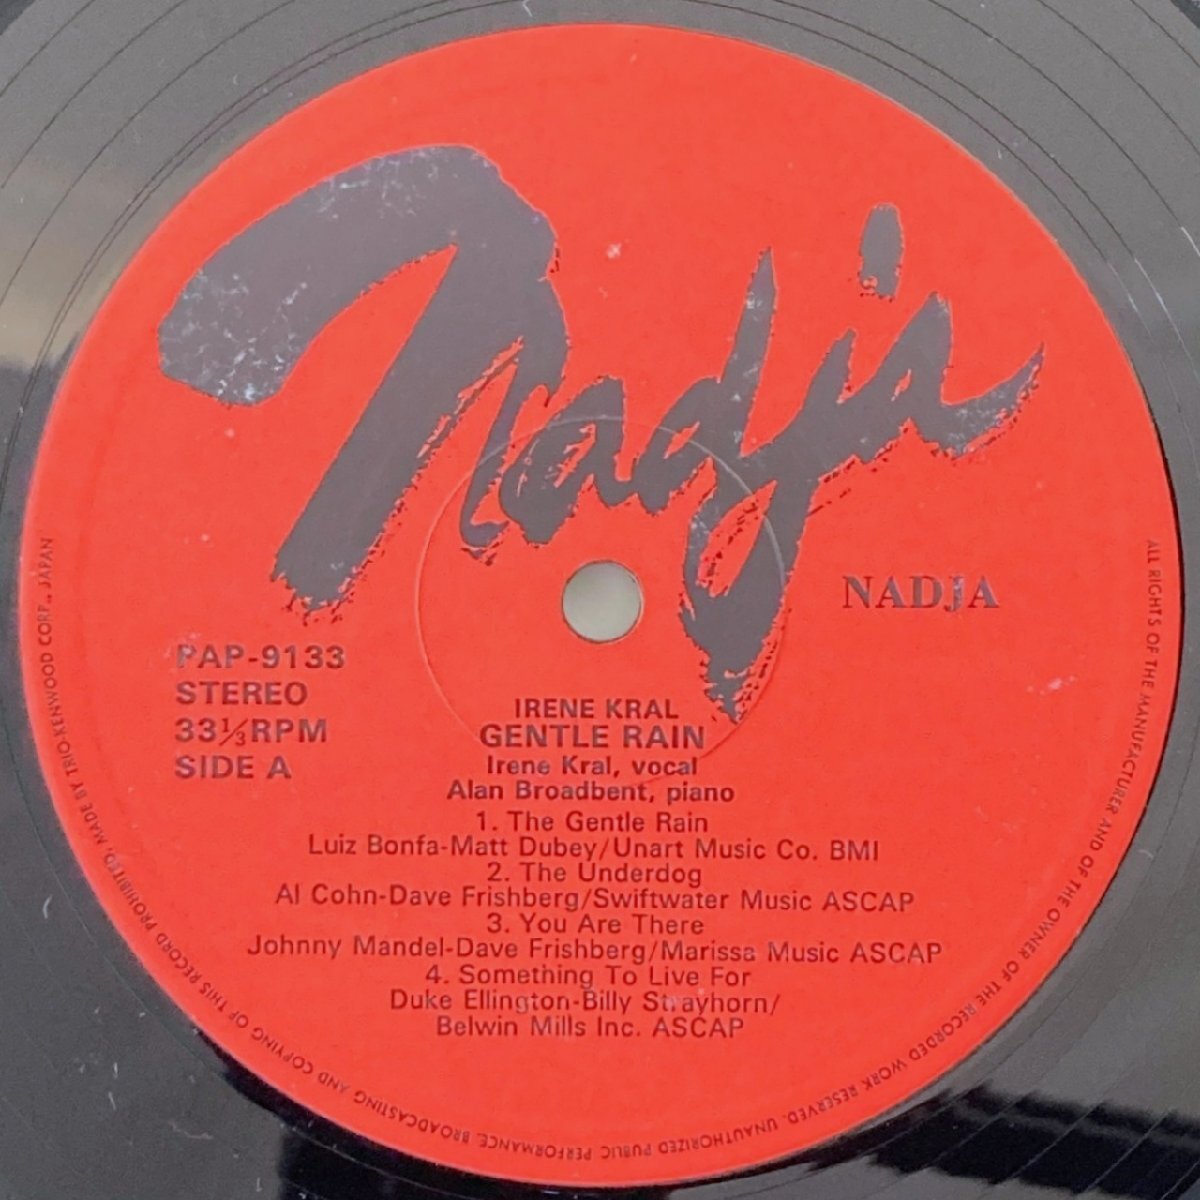 Nadja
NADJA
PAP-9133
STEREO
33⅓RPM
SIDE A
IRENE KRAL
GENTLE RAIN
Irene Kral, vocal
Alan Broadbent, piano
1. The Gentle Rain
Luiz Bonfa-Matt Dubey/Unart Music Co. BMI
2. The Underdog
Al Cohn-Dave Frishberg/Swiftwater Music ASCAP
3. You Are There
Johnny Mandel-Dave Frishberg/Marissa Music ASCAP
4. Something To Live For
Duke Ellington-Billy Strayhorn/
Belwin Mills Inc. ASCAP
ALL RIGHTS OF THE MANUFACTURER AND OF THE OWNER OF THE RECORDED WORK RESERVED. UNAUTHORIZED PUBLIC PERFORMANCE, BROADCASTING AND COPYING OF THIS RECORD PROHIBITED, MADE BY TRIO-KENWOOD CORP., JAPAN